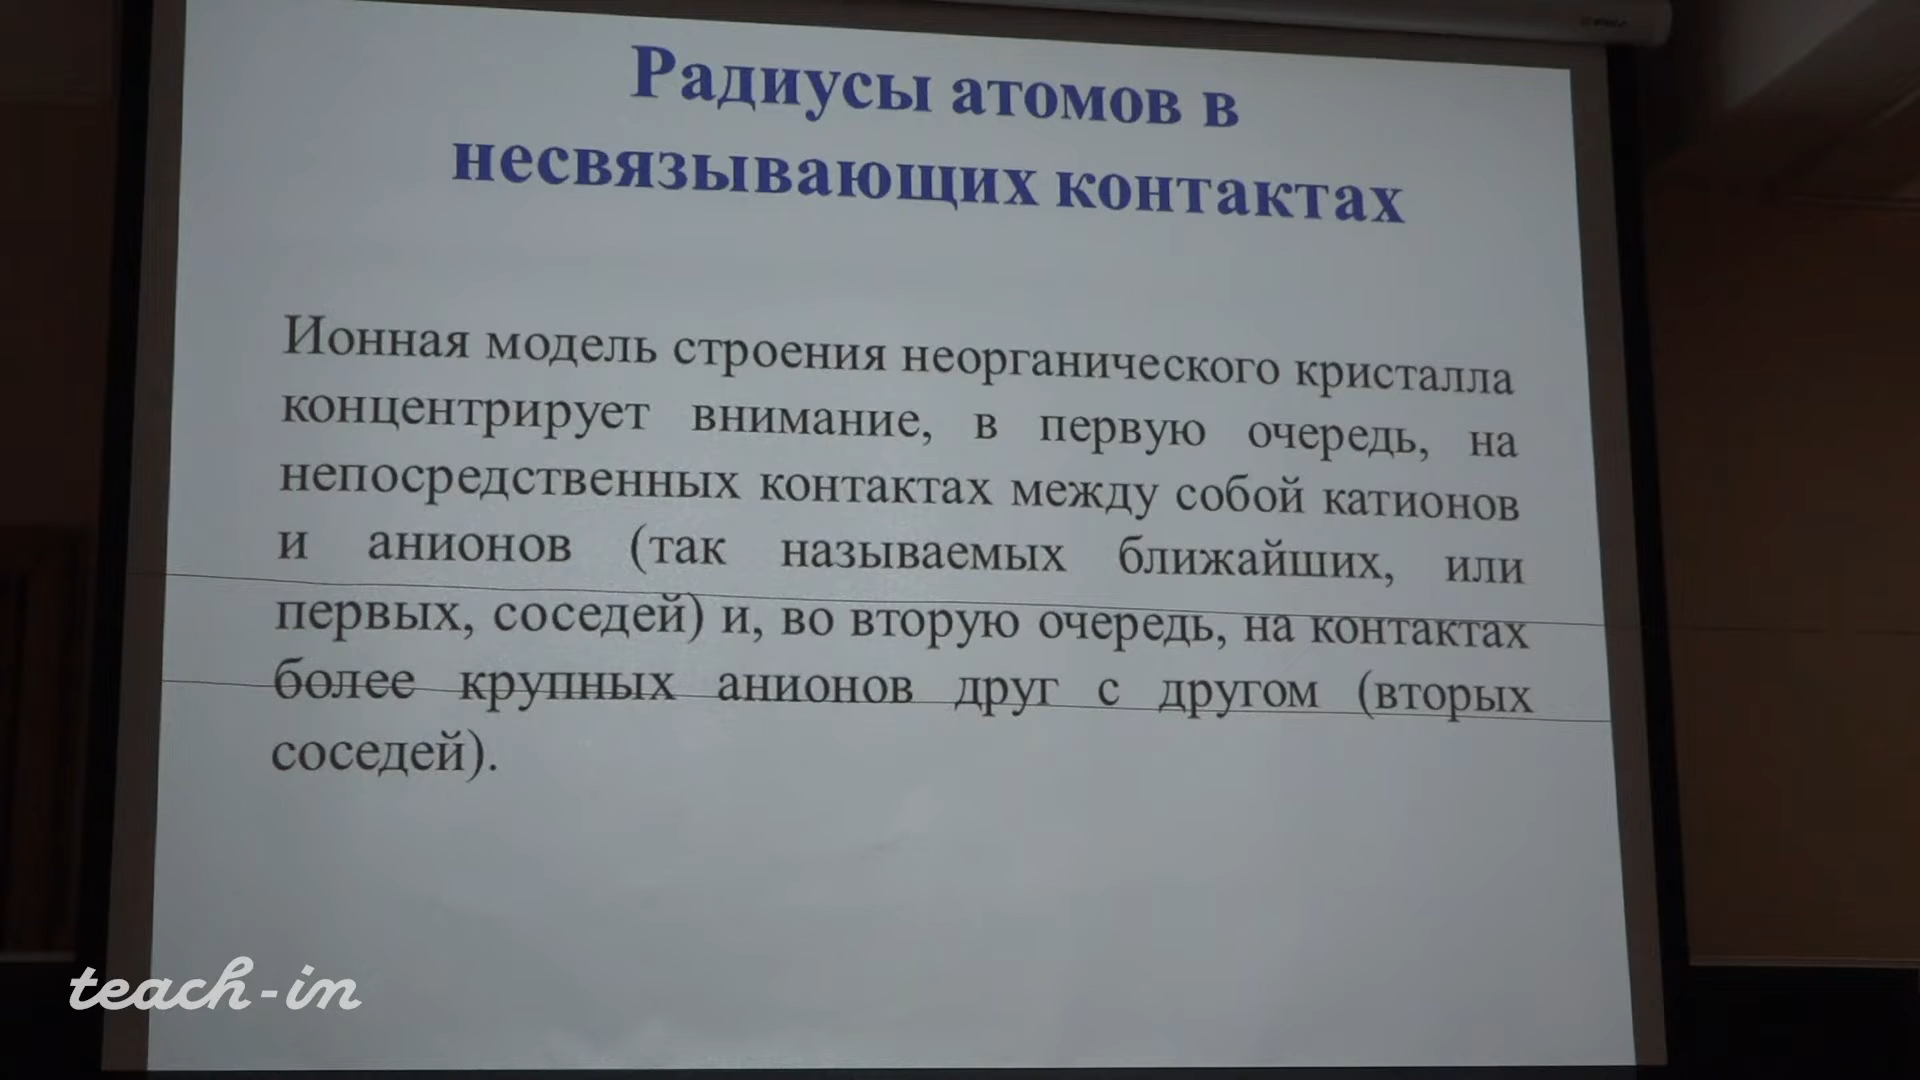 Радиусы атомов в
несвязывающих контактах
Ионная модель строения неорганического кристалла
концентрирует внимание, в первую очередь, на
непосредственных контактах между собой катионов
и анионов (так называемых ближайших, или
первых, соседей) и, во вторую очередь, на контактах
более крупных анионов друг с другом (вторых
соседей).
teach-in